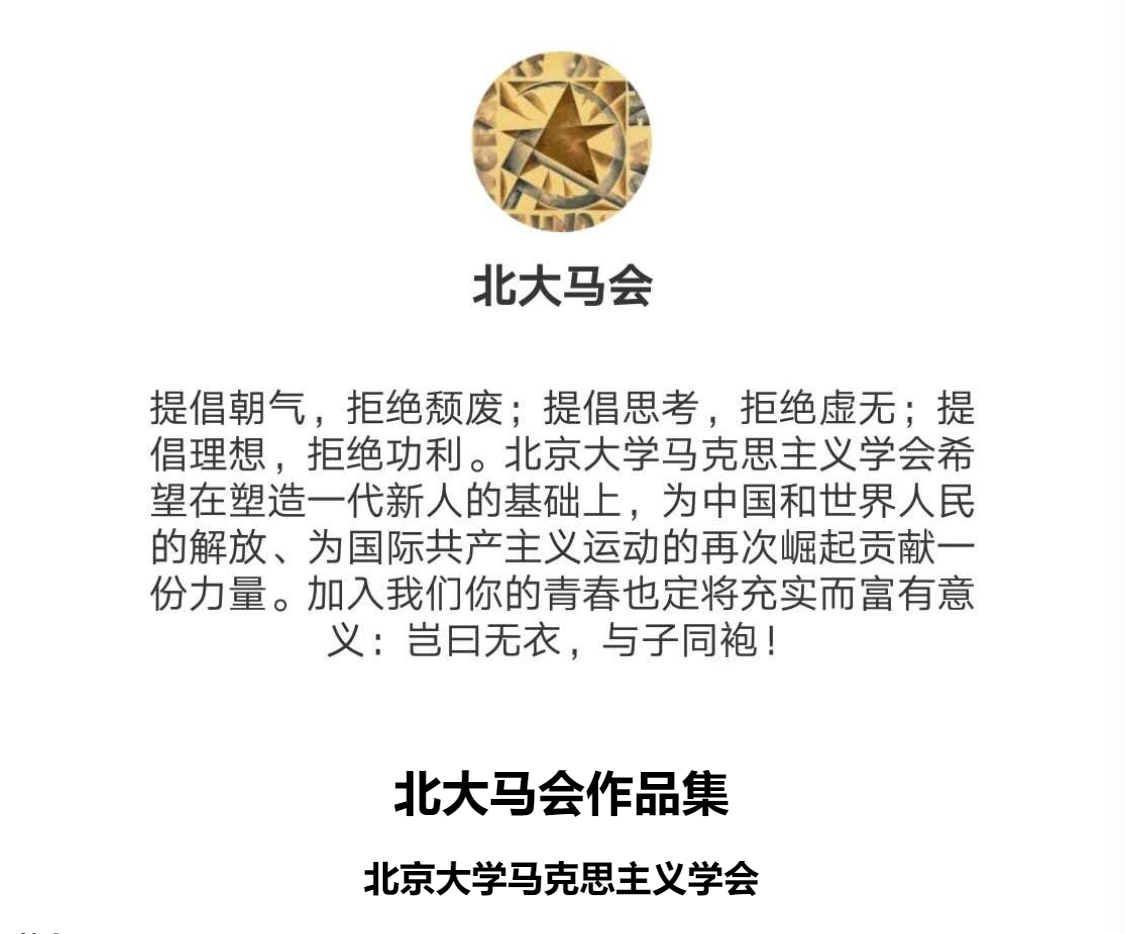 北大马会
提倡朝气，拒绝颓废；提倡思考，拒绝虚无；提
倡理想，拒绝功利。北京大学马克思主义学会希
望在塑造一代新人的基础上，为中国和世界人民
的解放、为国际共产主义运动的再次崛起贡献一
份力量。加入我们你的青春也定将充实而富有意
义：岂曰无衣，与子同袍！
北大马会作品集
北京大学马克思主义学会